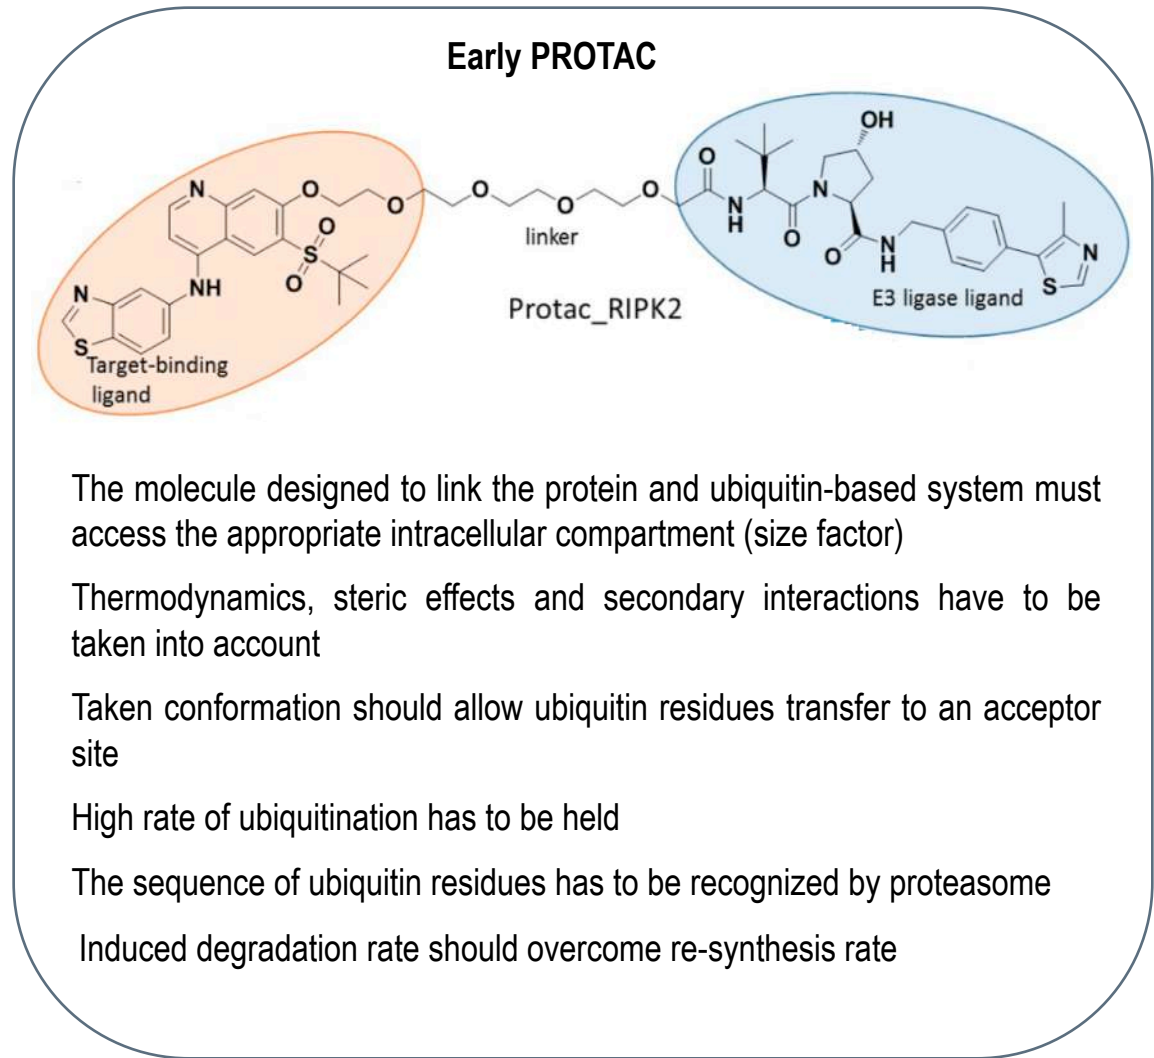 Early PROTAC
OH
N
O
O
O
O
O
O
N
H
O
N
O
O
N
H
S
O
O
NH
N
S
N
S
linker
Protac_RIPK2
E3 ligase ligand
Target-binding
ligand
The molecule designed to link the protein and ubiquitin-based system must
access the appropriate intracellular compartment (size factor)
Thermodynamics, steric effects and secondary interactions have to be
taken into account
Taken conformation should allow ubiquitin residues transfer to an acceptor
site
High rate of ubiquitination has to be held
The sequence of ubiquitin residues has to be recognized by proteasome
Induced degradation rate should overcome re-synthesis rate